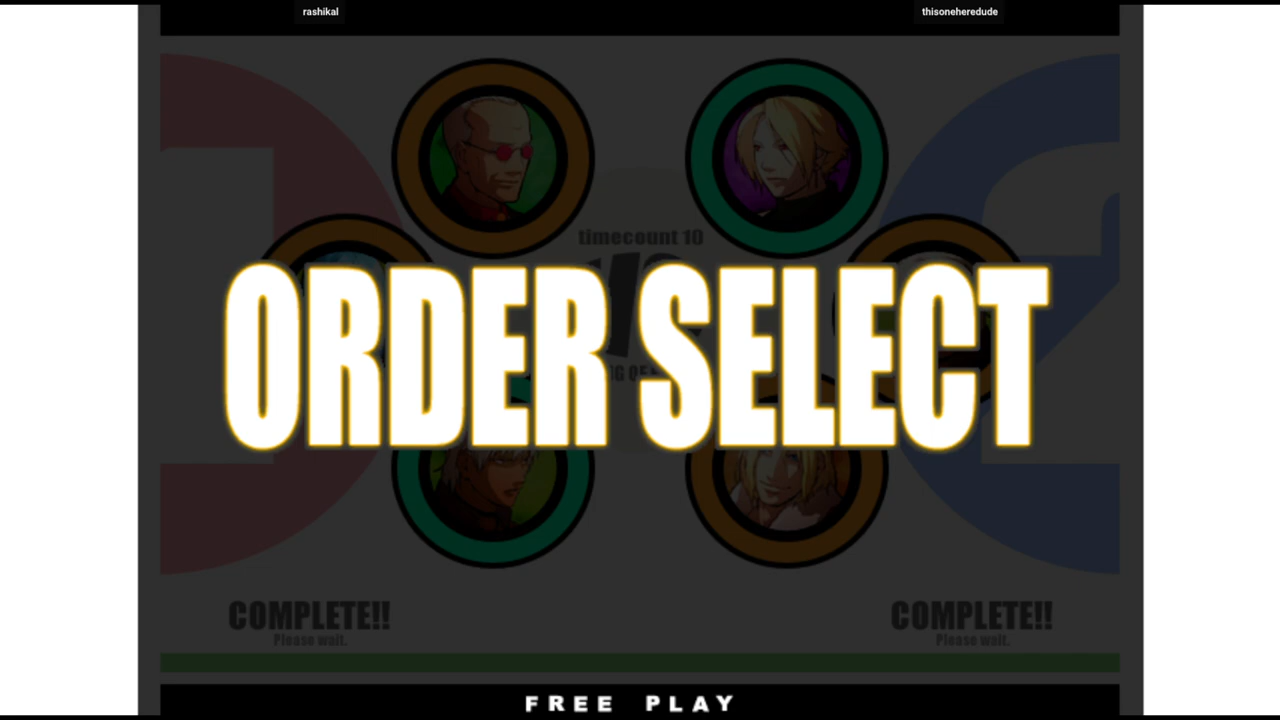 rashikal
thisoneheredude
timecount 10
ORDER SELECT
COMPLETE!!
Please wait.
COMPLETE!!
Please wait.
FREE PLAY